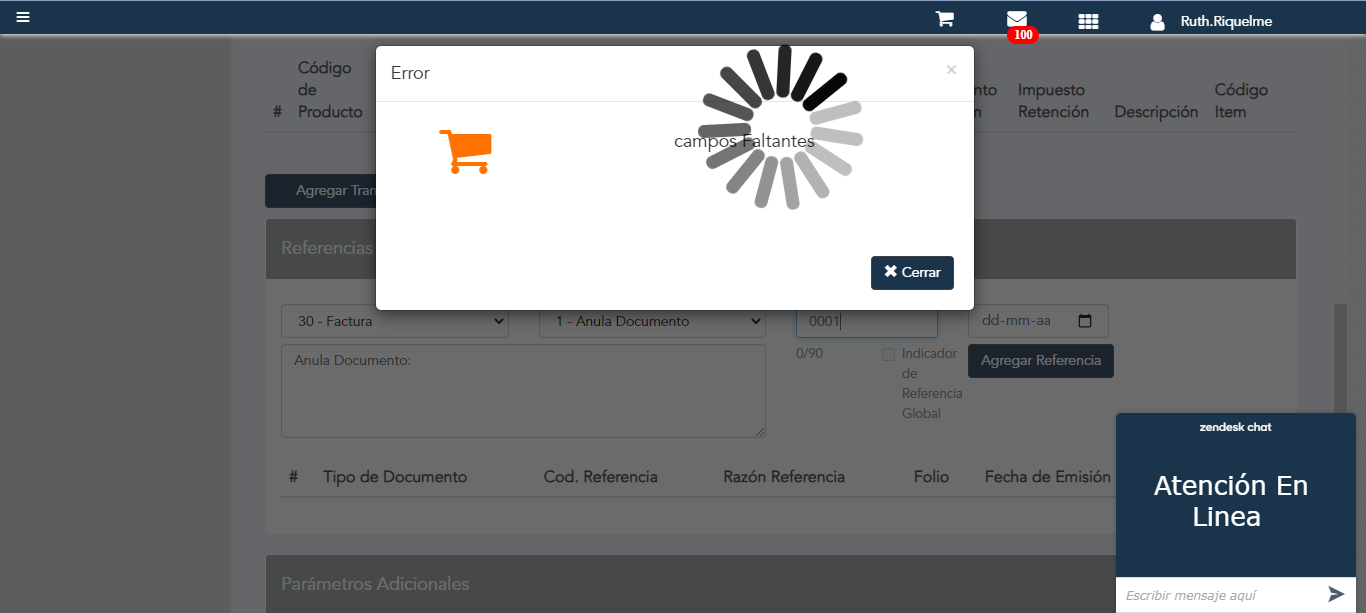 Ruth.Riquelme
100
Error
×
campos Faltantes
Cerrar
#
Código
de
Producto
Impuesto
Retención
Descripción
Código
Item
Agregar Tran
Referencias
30 - Factura
1 - Anula Documento
0001
dd-mm-aa
Anula Documento:
0/90
Indicador
de
Referencia
Global
Agregar Referencia
# Tipo de Documento Cod. Referencia Razón Referencia Folio Fecha de Emisión
Parámetros Adicionales
zendesk chat
Atención En
Linea
Escribir mensaje aquí